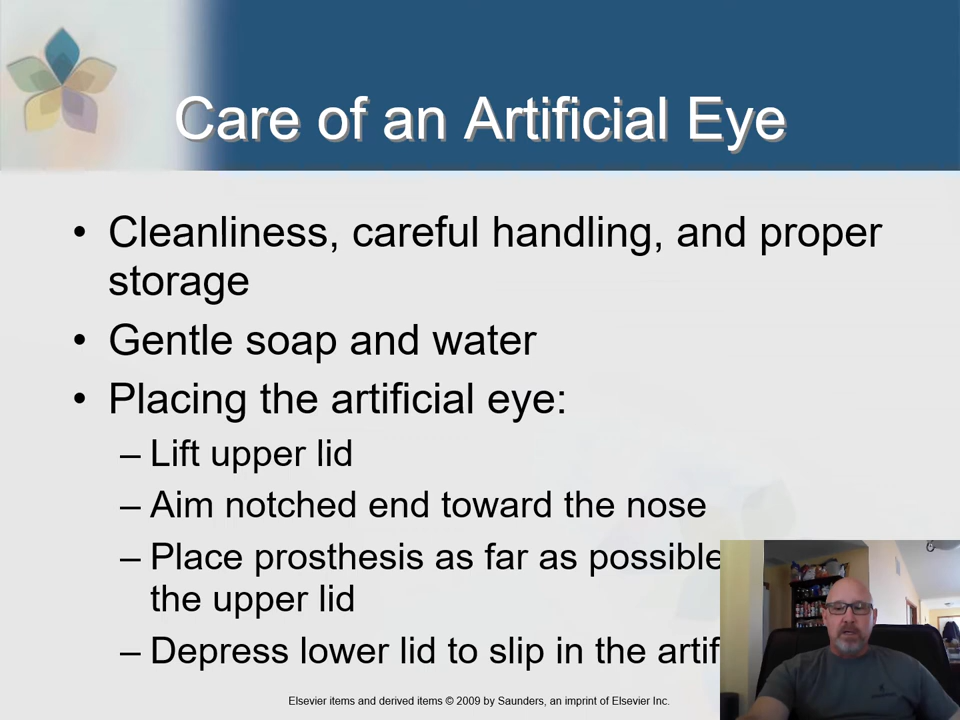 Care of an Artificial Eye
• Cleanliness, careful handling, and proper
storage
• Gentle soap and water
• Placing the artificial eye:
– Lift upper lid
– Aim notched end toward the nose
– Place prosthesis as far as possible
the upper lid
– Depress lower lid to slip in the
Elsevier items and derived items © 2009 by Saunders, an imprint of Elsevier Inc.